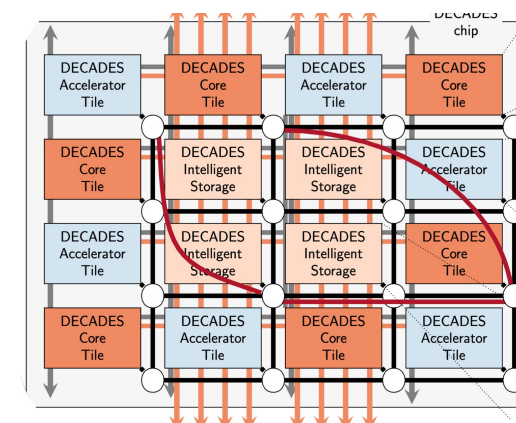 DECADES
chip
DECADES
Accelerator
Tile
DECADES
Core
Tile
DECADES
Accelerator
Tile
DECADES
Core
Tile
DECADES
Core
Tile
DECADES
Intelligent
Storage
DECADES
Intelligent
Storage
DECADES
Accelerator
Tile
DECADES
Accelerator
Tile
DECADES
Intelligent
Storage
DECADES
Intelligent
Storage
DECADES
Core
Tile
DECADES
Core
Tile
DECADES
Accelerator
Tile
DECADES
Core
Tile
DECADES
Accelerator
Tile